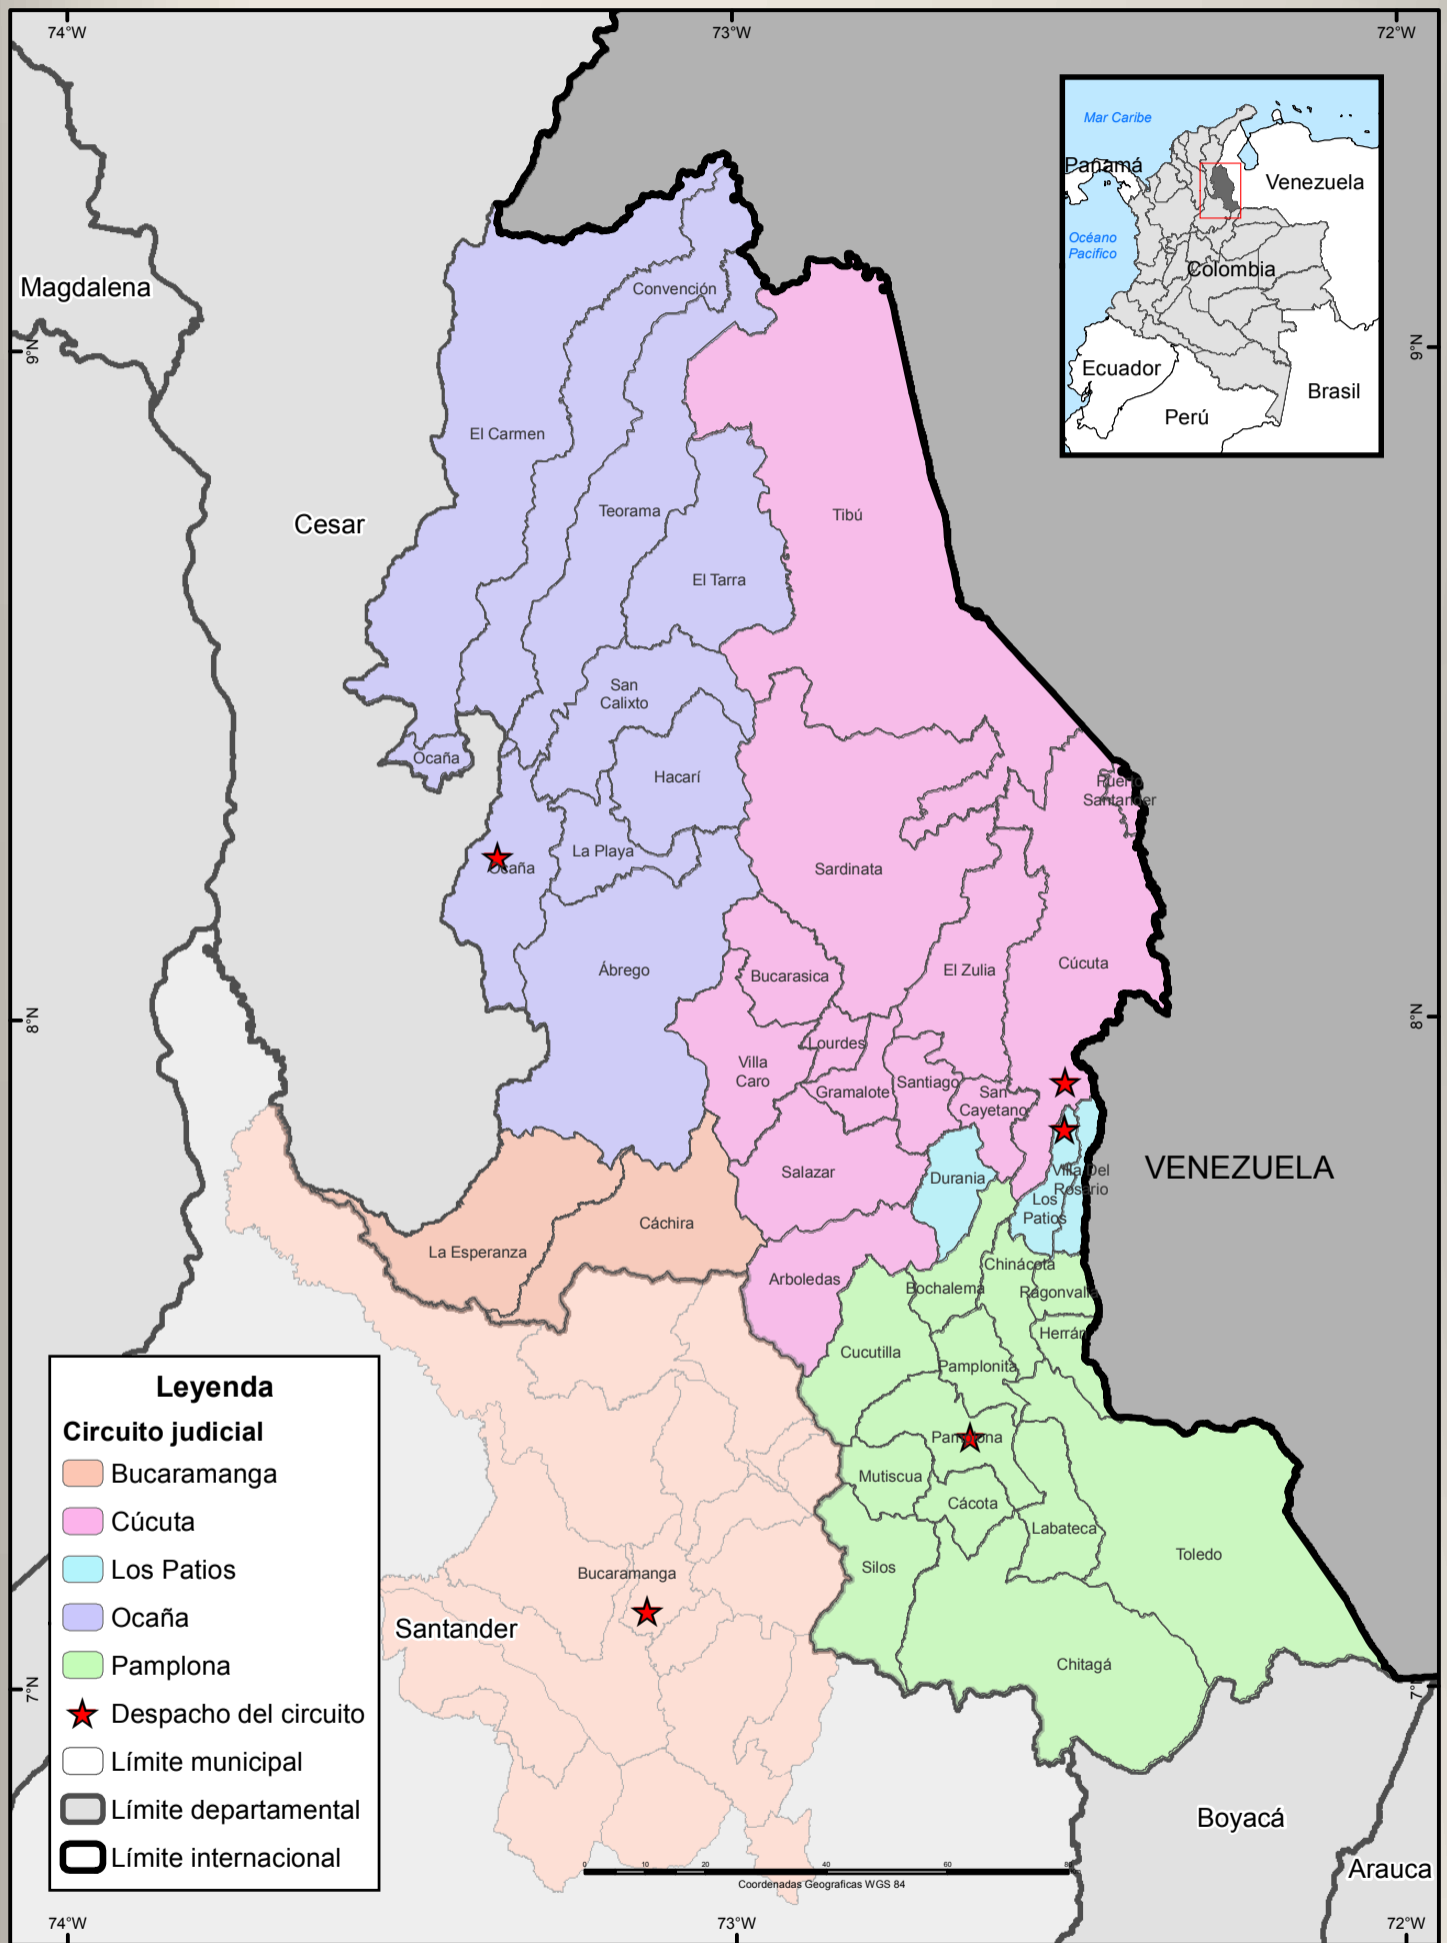 74°W
73°W
72°W
Mar Caribe
Panamá
Venezuela
Océano
Pacifico
Colombia
Ecuador
Brasil
Perú
Magdalena
Convención
9°N
9°N
El Carmen
Teorama
Tibú
Cesar
El Tarra
San
Calixto
Ocaña
Hacarí
Santander
La Playa
Ocaña
Sardinata
Ábrego
Bucarasica
El Zulia
Cúcuta
8°N
8°N
Lourdes
Villa
Caro
Gramalote
Santiago
San
Cayetano
VENEZUELA
Salazar
Durania
Villa Del
Rosario
Los
Patios
Cáchira
La Esperanza
Arboledas
Chinácota
Bochalema
Ragonvalia
Herrán
Cucutilla
Pamplonita
Pamplona
Mutiscua
Cácota
Labateca
Toledo
Silos
Bucaramanga
Santander
Chitagá
7°N
7°N
Boyacá
Arauca
Leyenda
Circuito judicial
Bucaramanga
Cúcuta
Los Patios
Ocaña
Pamplona
Despacho del circuito
Límite municipal
Límite departamental
Límite internacional
0 10 20 40 60 80
Coordenadas Geograficas WGS 84
74°W
73°W
72°W